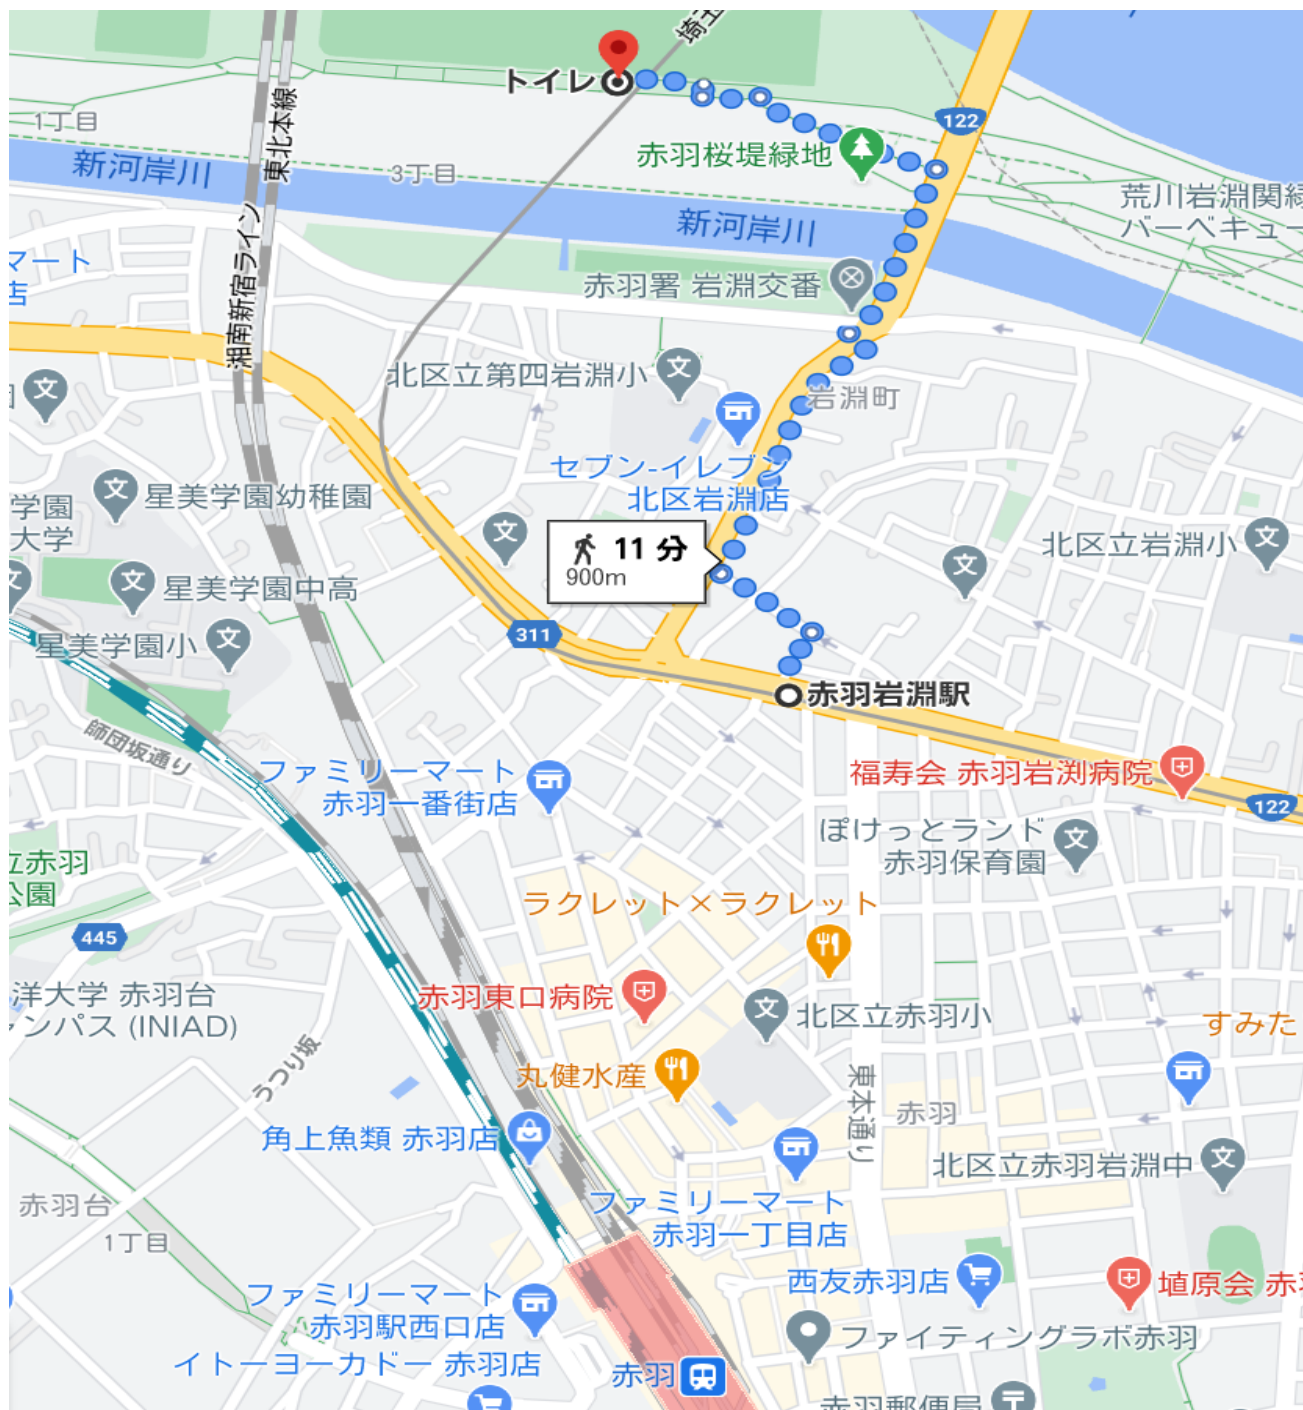 埼玉
トイレ
東北本線
1丁目
122
赤羽桜堤緑地
新河岸川
3丁目
荒川岩淵関緑
バーベキュー
新河岸川
湘南新宿ライン
マート
店
赤羽署 岩淵交番
北区立第四岩淵小
岩淵町
セブン-イレブン
北区岩淵店
星美学園幼稚園
学園
大学
11 分
900m
北区立岩淵小
星美学園中高
311
星美学園小
赤羽岩淵駅
師団坂通り
ファミリーマート
赤羽一番街店
福寿会 赤羽岩渕病院
122
ぽけっとランド
赤羽保育園
立赤羽
公園
ラクレット×ラクレット
445
洋大学 赤羽台
ャンパス (INIAD)
赤羽東口病院
北区立赤羽小
すみた
うつり坂
丸健水産
東本通り
赤羽
角上魚類 赤羽店
北区立赤羽岩淵中
赤羽台
1丁目
ファミリーマート
赤羽一丁目店
西友赤羽店
埴原会 赤
ファミリーマート
赤羽駅西口店
ファイティングラボ赤羽
イトーヨーカドー 赤羽店
赤羽
赤羽郵便局